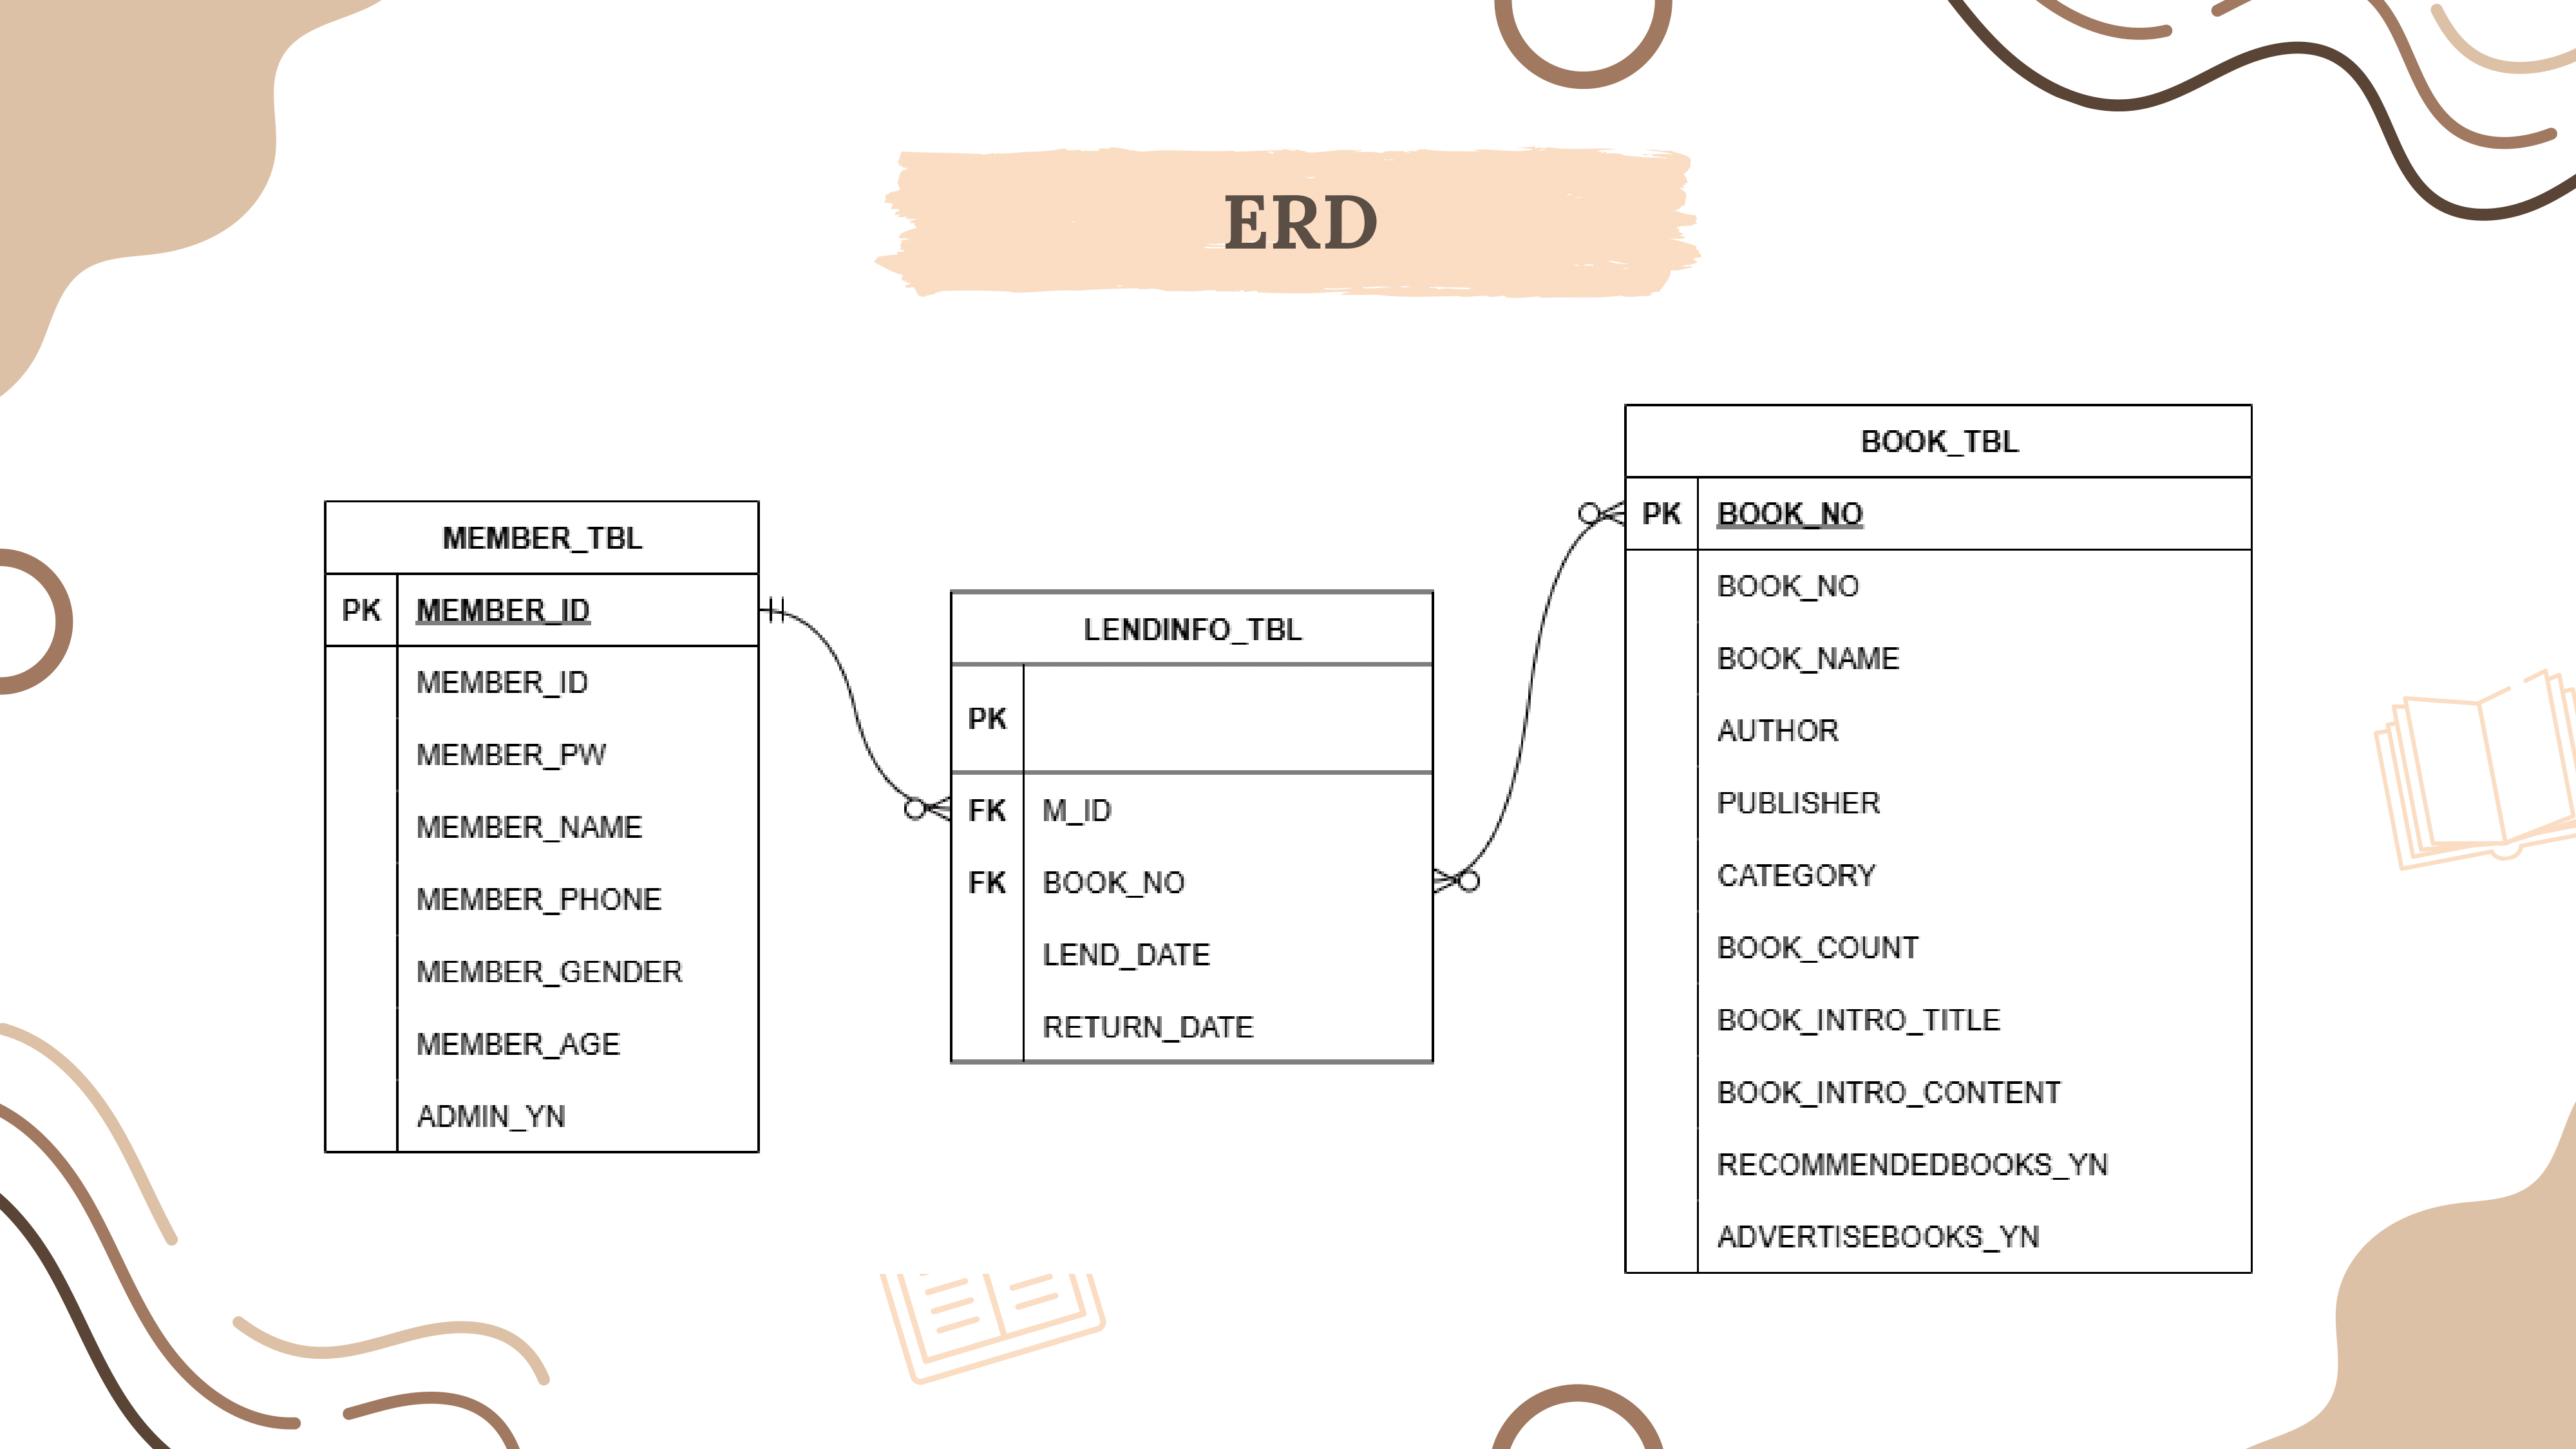 ERD
MEMBER_TBL
PK MEMBER_ID
MEMBER_ID
MEMBER_PW
MEMBER_NAME
MEMBER_PHONE
MEMBER_GENDER
MEMBER_AGE
ADMIN_YN
LENDINFO_TBL
PK
FK M_ID
FK BOOK_NO
LEND_DATE
RETURN_DATE
BOOK_TBL
PK BOOK_NO
BOOK_NO
BOOK_NAME
AUTHOR
PUBLISHER
CATEGORY
BOOK_COUNT
BOOK_INTRO_TITLE
BOOK_INTRO_CONTENT
RECOMMENDEDBOOKS_YN
ADVERTISEBOOKS_YN